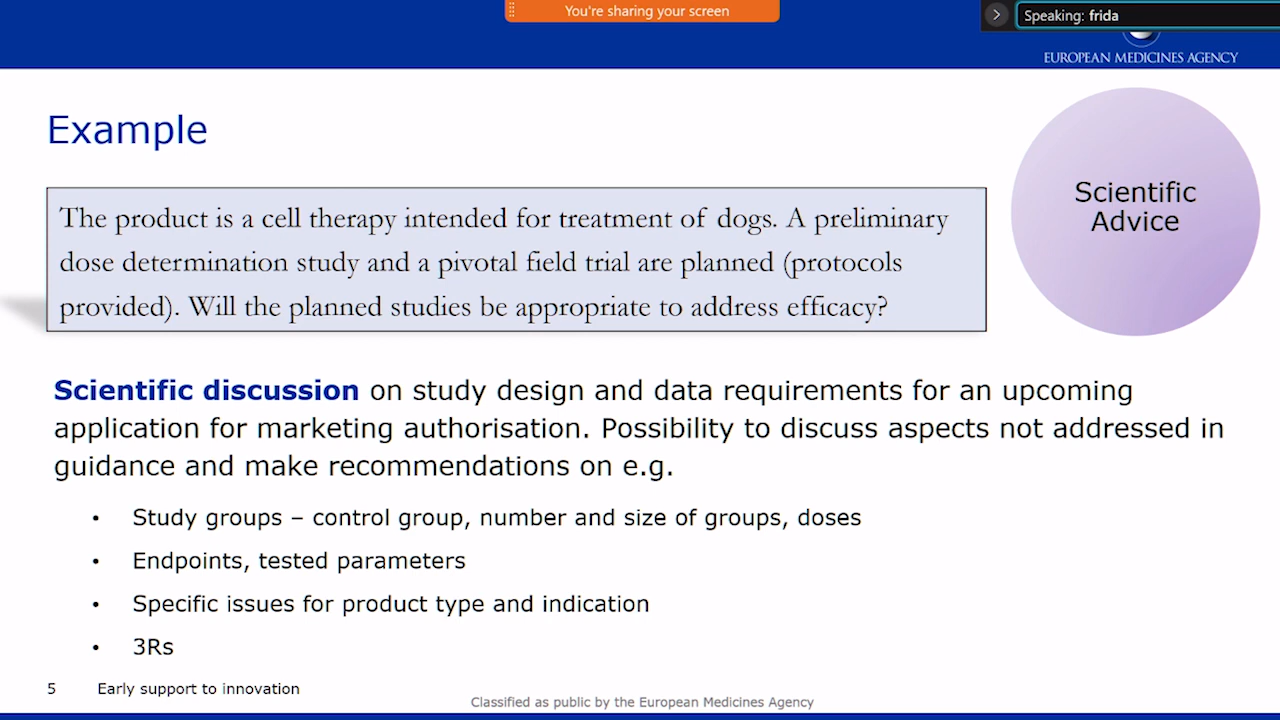 You're sharing your screen
Speaking: frida
EUROPEAN MEDICINES AGENCY
Example
Scientific
Advice
The product is a cell therapy intended for treatment of dogs. A preliminary
dose determination study and a pivotal field trial are planned (protocols
provided). Will the planned studies be appropriate to address efficacy?
Scientific discussion on study design and data requirements for an upcoming
application for marketing authorisation. Possibility to discuss aspects not addressed in
guidance and make recommendations on e.g.
• Study groups – control group, number and size of groups, doses
• Endpoints, tested parameters
• Specific issues for product type and indication
• 3Rs
5 Early support to innovation
Classified as public by the European Medicines Agency